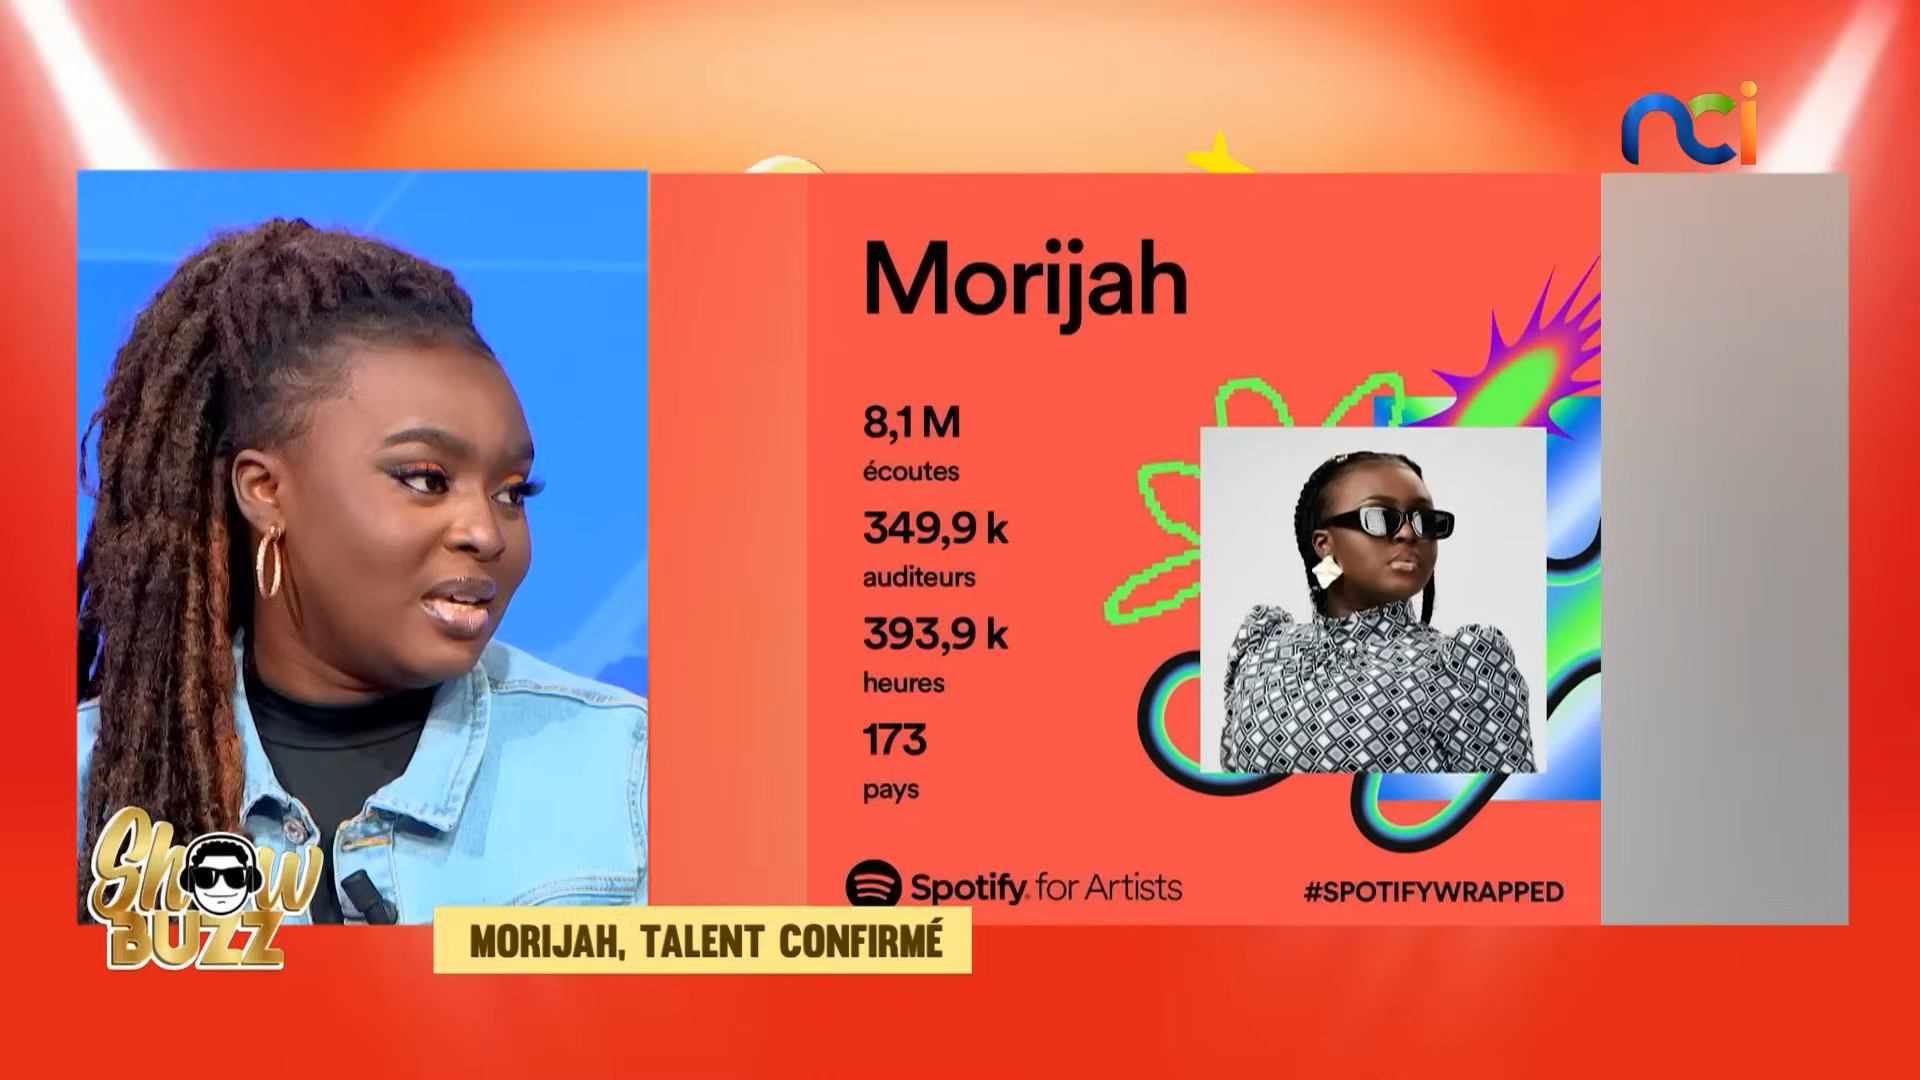 nci
Morijah
8,1 M
écoutes
349,9 k
auditeurs
393,9 k
heures
173
pays
Spotify for Artists
#SPOTIFYWRAPPED
Show
BUZZ
MORIJAH, TALENT CONFIRMÉ